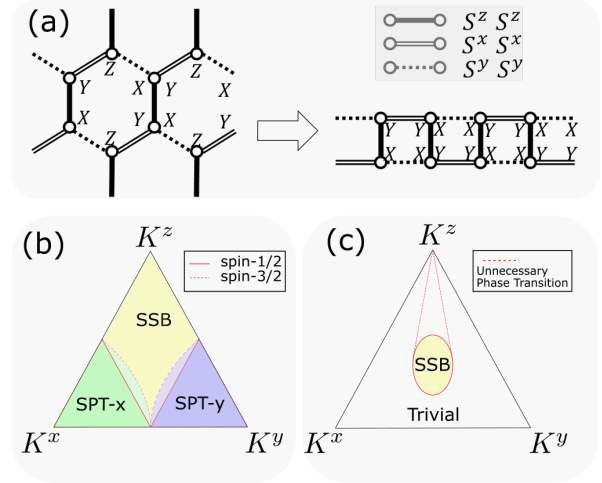 (a)
S^z S^z
S^x S^x
S^y S^y
Z Z
Y X Y X
X Y X Y
Z Z
Y X Y X Y X
X Y X Y X Y
(b)
K^z
spin-1/2
spin-3/2
SSB
SPT-x SPT-y
K^x K^y
(c)
K^z
Unnecessary
Phase Transition
SSB
Trivial
K^x K^y